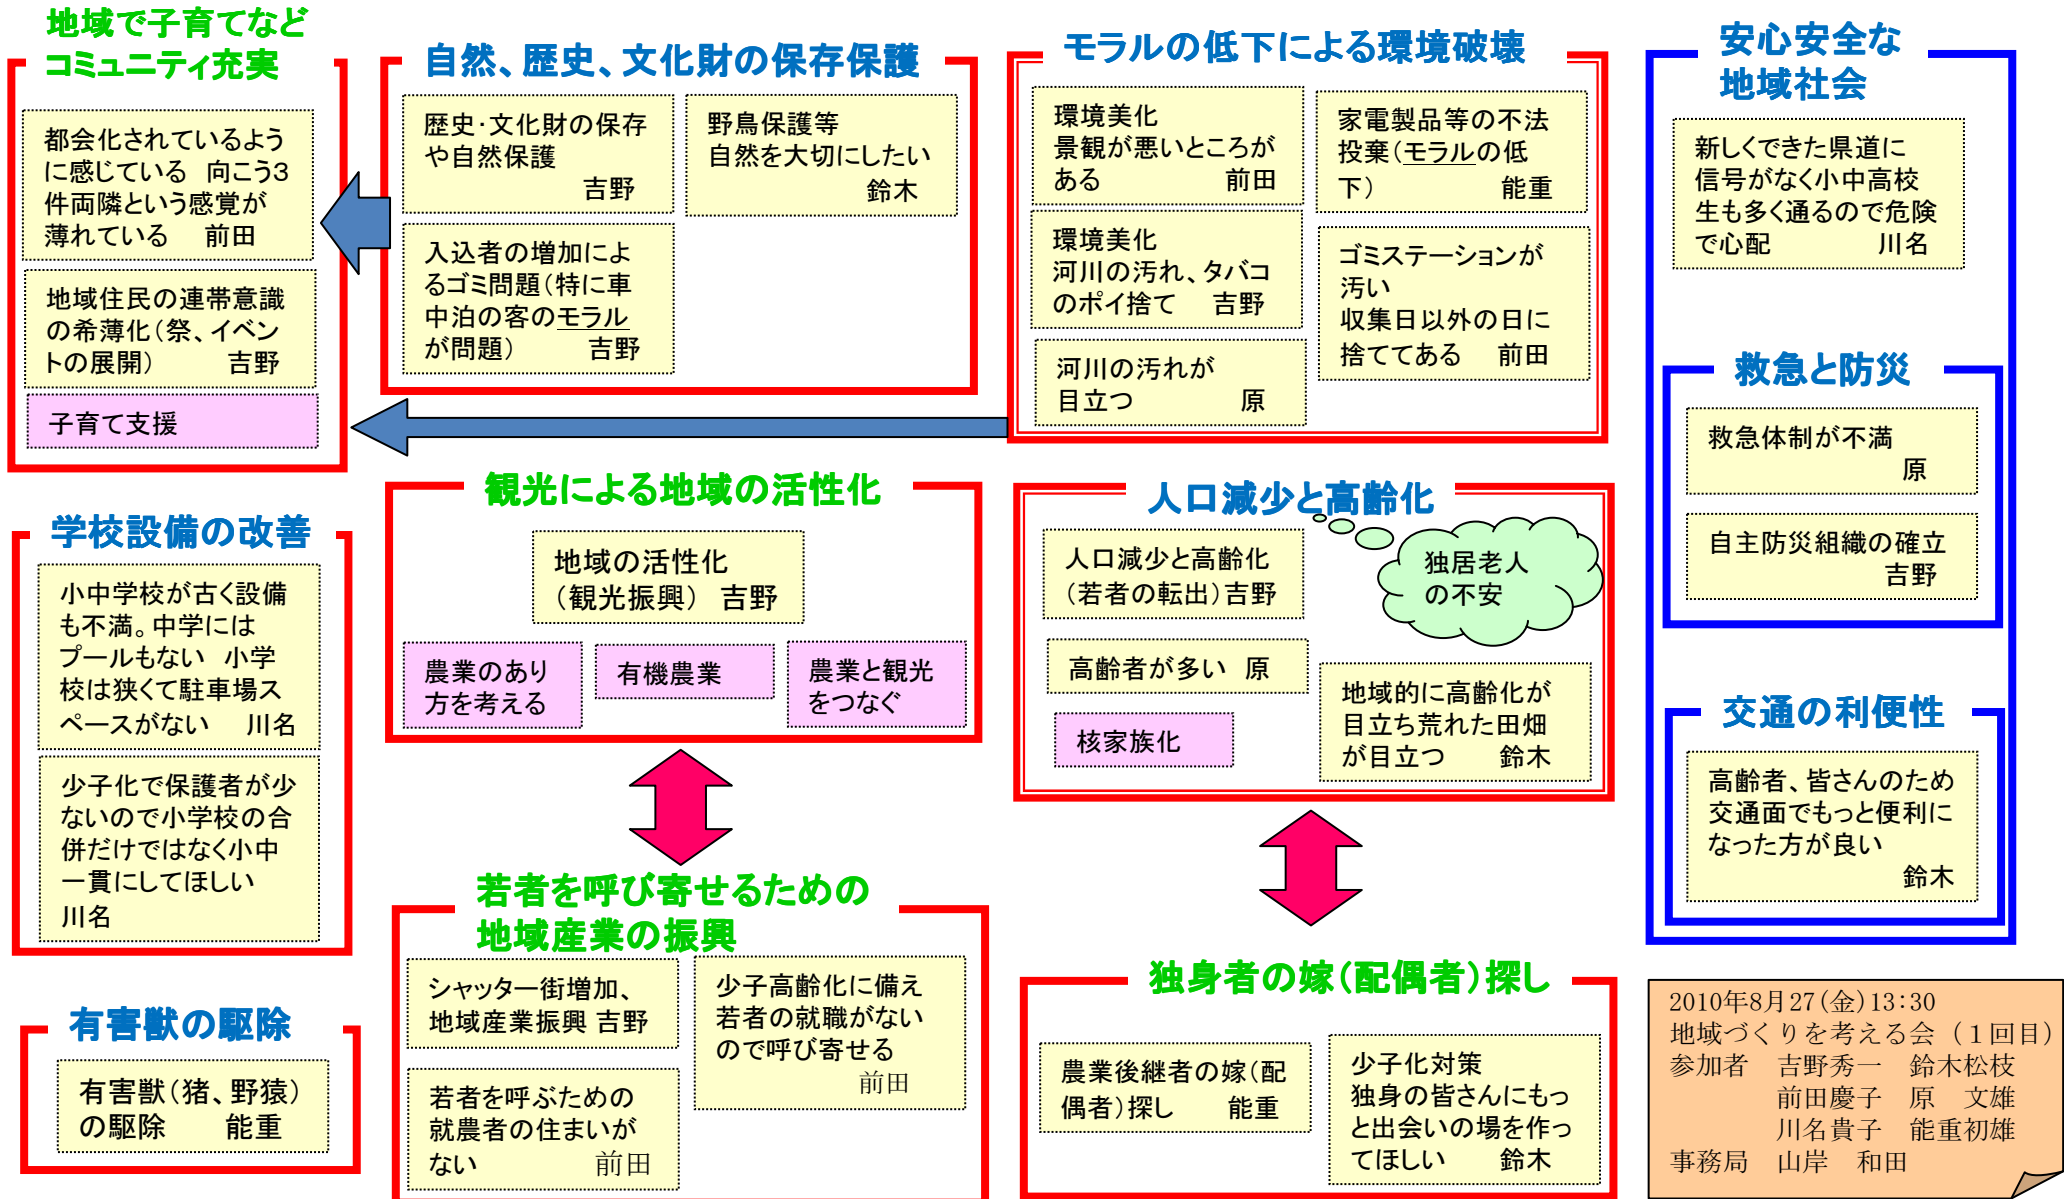 地域で子育てなど
コミュニティ充実
都会化されているよう
に感じている 向こう3
件両隣という感覚が
薄れている 前田
地域住民の連帯意識
の希薄化(祭、イベン
トの展開) 吉野
子育て支援
自然、歴史、文化財の保存保護
歴史・文化財の保存
や自然保護
吉野
野鳥保護等
自然を大切にしたい
鈴木
入込者の増加によ
るゴミ問題(特に車
中泊の客のモラル
が問題) 吉野
モラルの低下による環境破壊
環境美化
景観が悪いところが
ある 前田
家電製品等の不法
投棄(モラルの低
下) 能重
環境美化
河川の汚れ、タバコ
のポイ捨て 吉野
ゴミステーションが
汚い
収集日以外の日に
捨ててある 前田
河川の汚れが
目立つ 原
安心安全な
地域社会
新しくできた県道に
信号がなく小中高校
生も多く通るので危険
で心配 川名
救急と防災
救急体制が不満
原
自主防災組織の確立
吉野
交通の利便性
高齢者、皆さんのため
交通面でもっと便利に
なった方が良い
鈴木
学校設備の改善
小中学校が古く設備
も不満。中学には
プールもない 小学
校は狭くて駐車場ス
ペースがない 川名
少子化で保護者が少
ないので小学校の合
併だけではなく小中
一貫にしてほしい
川名
観光による地域の活性化
地域の活性化
(観光振興) 吉野
農業のあり
方を考える
有機農業
農業と観光
をつなぐ
人口減少と高齢化
人口減少と高齢化
(若者の転出)吉野
独居老人
の不安
高齢者が多い 原
核家族化
地域的に高齢化が
目立ち荒れた田畑
が目立つ 鈴木
有害獣の駆除
有害獣(猪、野猿)
の駆除 能重
若者を呼び寄せるための
地域産業の振興
シャッター街増加、
地域産業振興 吉野
少子高齢化に備え
若者の就職がない
ので呼び寄せる
前田
若者を呼ぶための
就農者の住まいが
ない 前田
独身者の嫁(配偶者)探し
農業後継者の嫁(配
偶者)探し 能重
少子化対策
独身の皆さんにもっ
と出会いの場を作っ
てほしい 鈴木
2010年8月27(金)13:30
地域づくりを考える会(1回目)
参加者 吉野秀一 鈴木松枝
前田慶子 原 文雄
川名貴子 能重初雄
事務局 山岸 和田